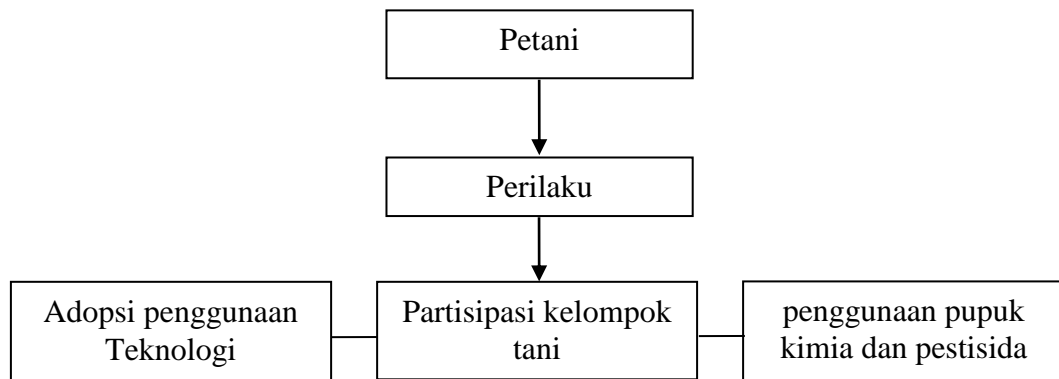 Petani
Perilaku
Adopsi penggunaan
Teknologi
Partisipasi kelompok
tani
penggunaan pupuk
kimia dan pestisida